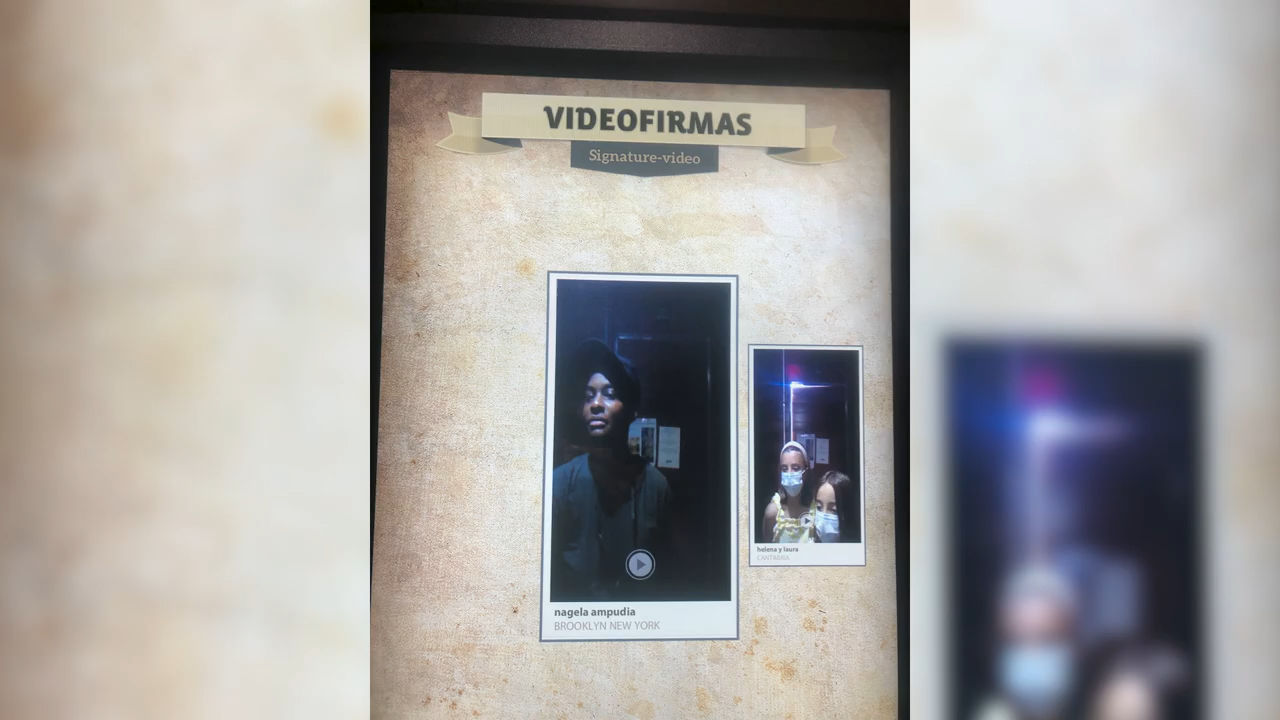 VIDEOFIRMAS
Signature-video
nagela ampudia
BROOKLYN NEW YORK
helena y laura
CANTABRIA